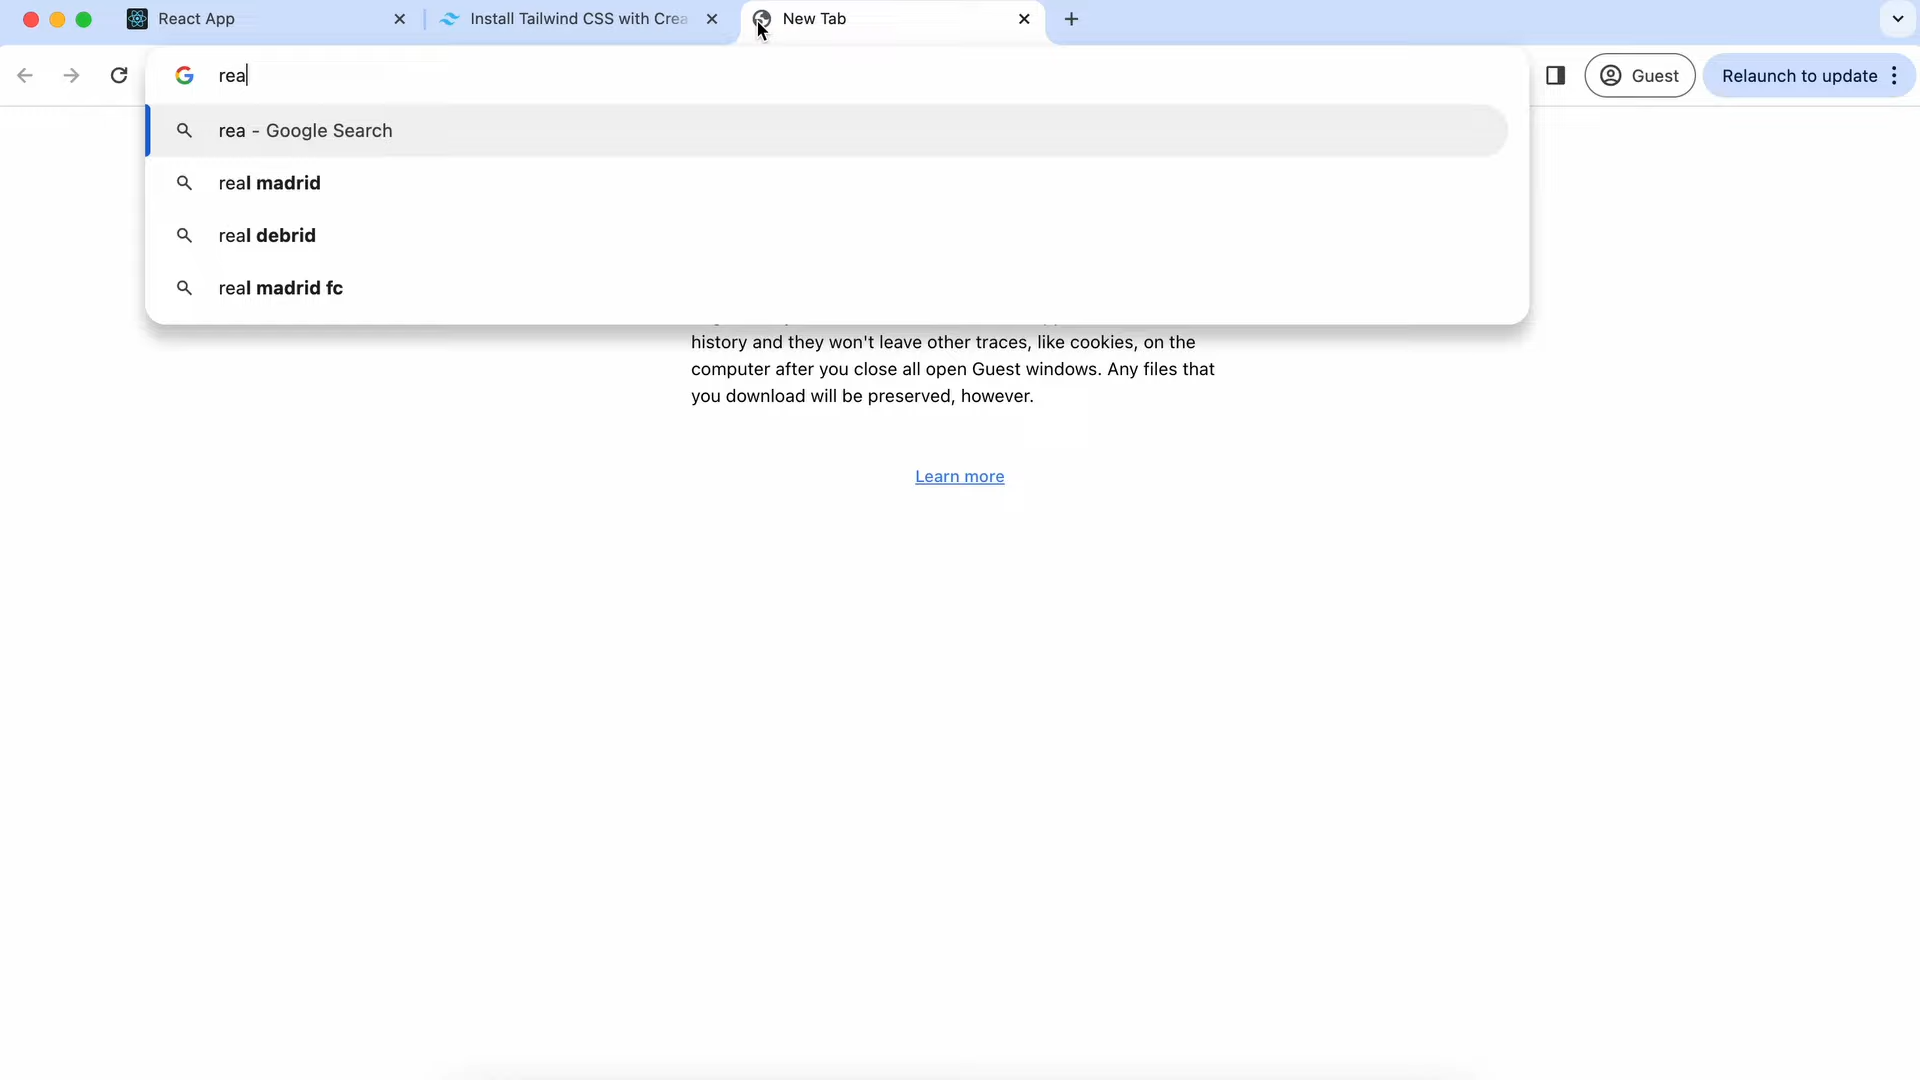 React App
Install Tailwind CSS with Crea
New Tab
rea
Guest
Relaunch to update
rea - Google Search
real madrid
real debrid
real madrid fc
history and they won't leave other traces, like cookies, on the
computer after you close all open Guest windows. Any files that
you download will be preserved, however.
Learn more